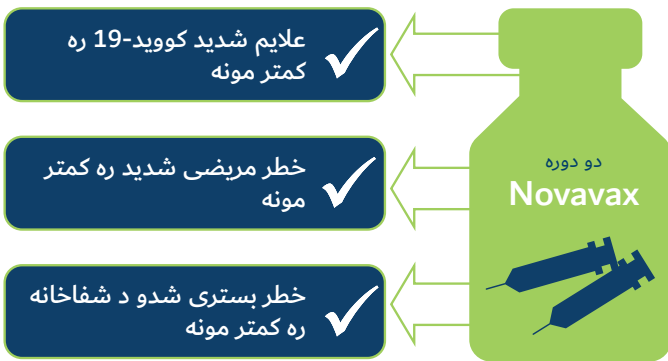 علایم شدید کووید-19 ره
کمتر مونه
خطر مریضی شدید ره کمتر
مونه
خطر بستری شدو د شفاخانه
ره کمتر مونه
دو دوره
Novavax